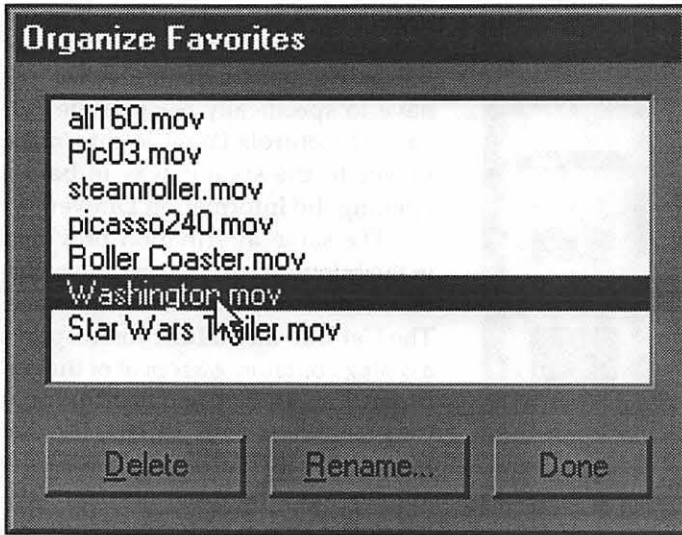 Organize Favorites
ali160.mov
Pic03.mov
steamroller.mov
picasso240.mov
Roller Coaster.mov
Washington.mov
Star Wars Trailer.mov
Delete
Rename...
Done